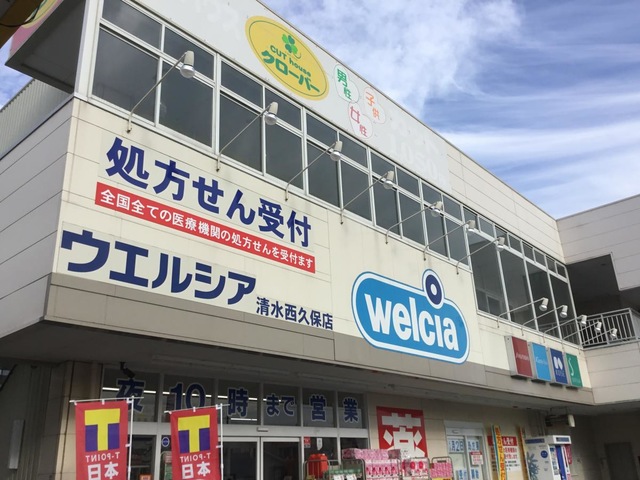 CUT house
クローバー
男性
子供
女性
処方せん受付
全国全ての医療機関の処方せんを受付ます
ウエルシア
清水西久保店
welcia
夜10時まで営業
薬
T
T-POINT
本日
T
T-POINT
本日